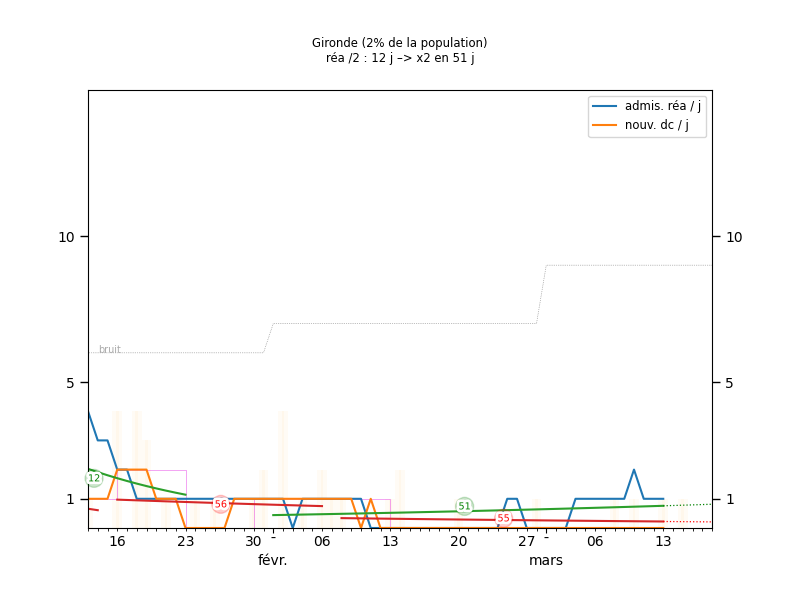 Gironde (2% de la population)
réa /2 : 12 j –> x2 en 51 j
admis. réa / j
nouv. dc / j
10 10
bruit
5 5
12
56
51
55
1 1
16 23 30 - 06 13 20 27 - 06 13
févr. mars